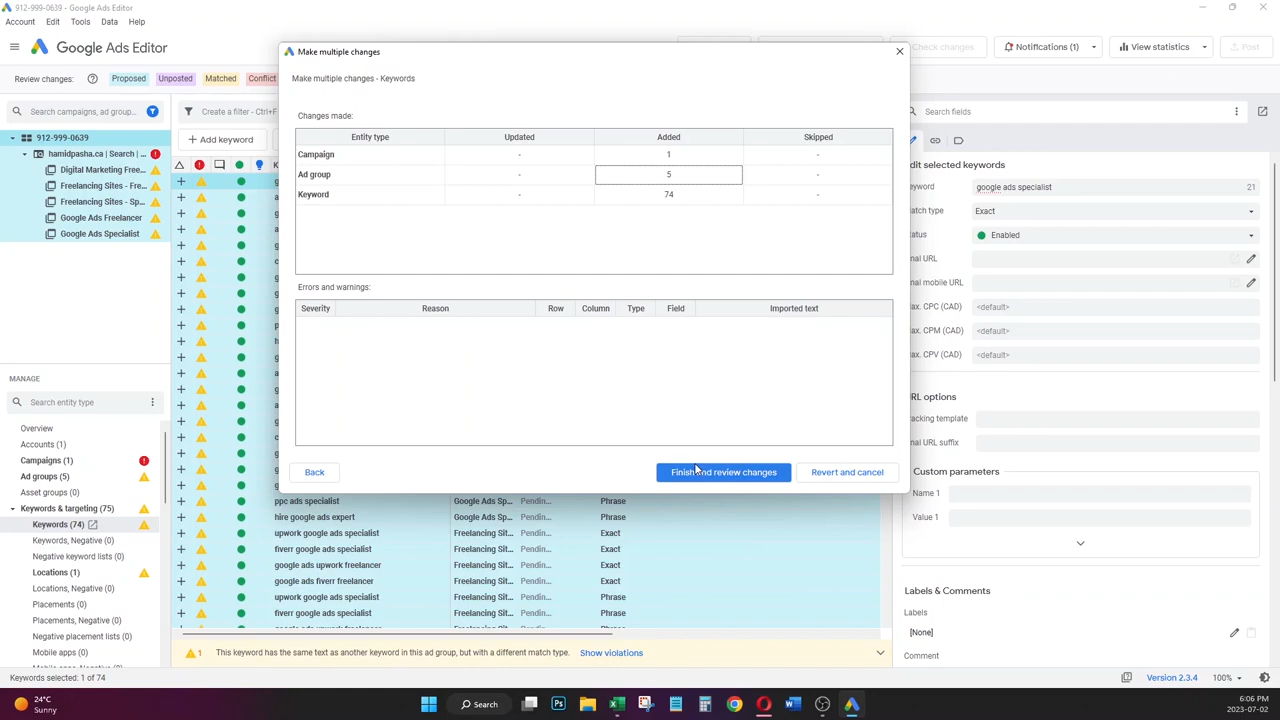 912-999-0639 - Google Ads Editor
Account Edit Tools Data Help
Google Ads Editor
Check changes
Notifications (1)
View statistics
Post
Review changes:
Proposed
Unposted
Matched
Conflict
Search campaigns, ad group...
Create a filter - Ctrl+F
Search fields
912-999-0639
hamidpasha.ca | Search | ...
Digital Marketing Free...
Freelancing Sites - Fre...
Freelancing Sites - Sp...
Google Ads Freelancer
Google Ads Specialist
+ Add keyword
Make multiple changes
Make multiple changes - Keywords
Changes made:
Entity type Updated Added Skipped
Campaign - 1 -
Ad group - 5 -
Keyword - 74 -
Errors and warnings:
Severity Reason Row Column Type Field Imported text
Back
Finish and review changes
Revert and cancel
MANAGE
Search entity type
Overview
Accounts (1)
Campaigns (1)
Ad groups (5)
Asset groups (0)
Keywords & targeting (75)
Keywords (74)
Keywords, Negative (0)
Negative keyword lists (0)
Locations (1)
Locations, Negative (0)
Placements (0)
Placements, Negative (0)
Negative placement lists (0)
Mobile apps (0)
ppc ads specialist Google Ads Sp... Pendin... Phrase
hire google ads expert Google Ads Sp... Pendin... Phrase
upwork google ads specialist Freelancing Sit... Pendin... Exact
fiverr google ads specialist Freelancing Sit... Pendin... Exact
google ads upwork freelancer Freelancing Sit... Pendin... Exact
google ads fiverr freelancer Freelancing Sit... Pendin... Exact
upwork google ads specialist Freelancing Sit... Pendin... Phrase
fiverr google ads specialist Freelancing Sit... Pendin... Phrase
1 This keyword has the same text as another keyword in this ad group, but with a different match type. Show violations
dit selected keywords
eyword google ads specialist 21
atch type Exact
tatus Enabled
nal URL
nal mobile URL
ax. CPC (CAD) <default>
ax. CPM (CAD) <default>
ax. CPV (CAD) <default>
RL options
racking template
nal URL suffix
Custom parameters
Name 1
Value 1
Labels & Comments
Labels
[None]
Comment
Keywords selected: 1 of 74
Version 2.3.4
100%
24°C
Sunny
Search
6:06 PM
2023-07-02